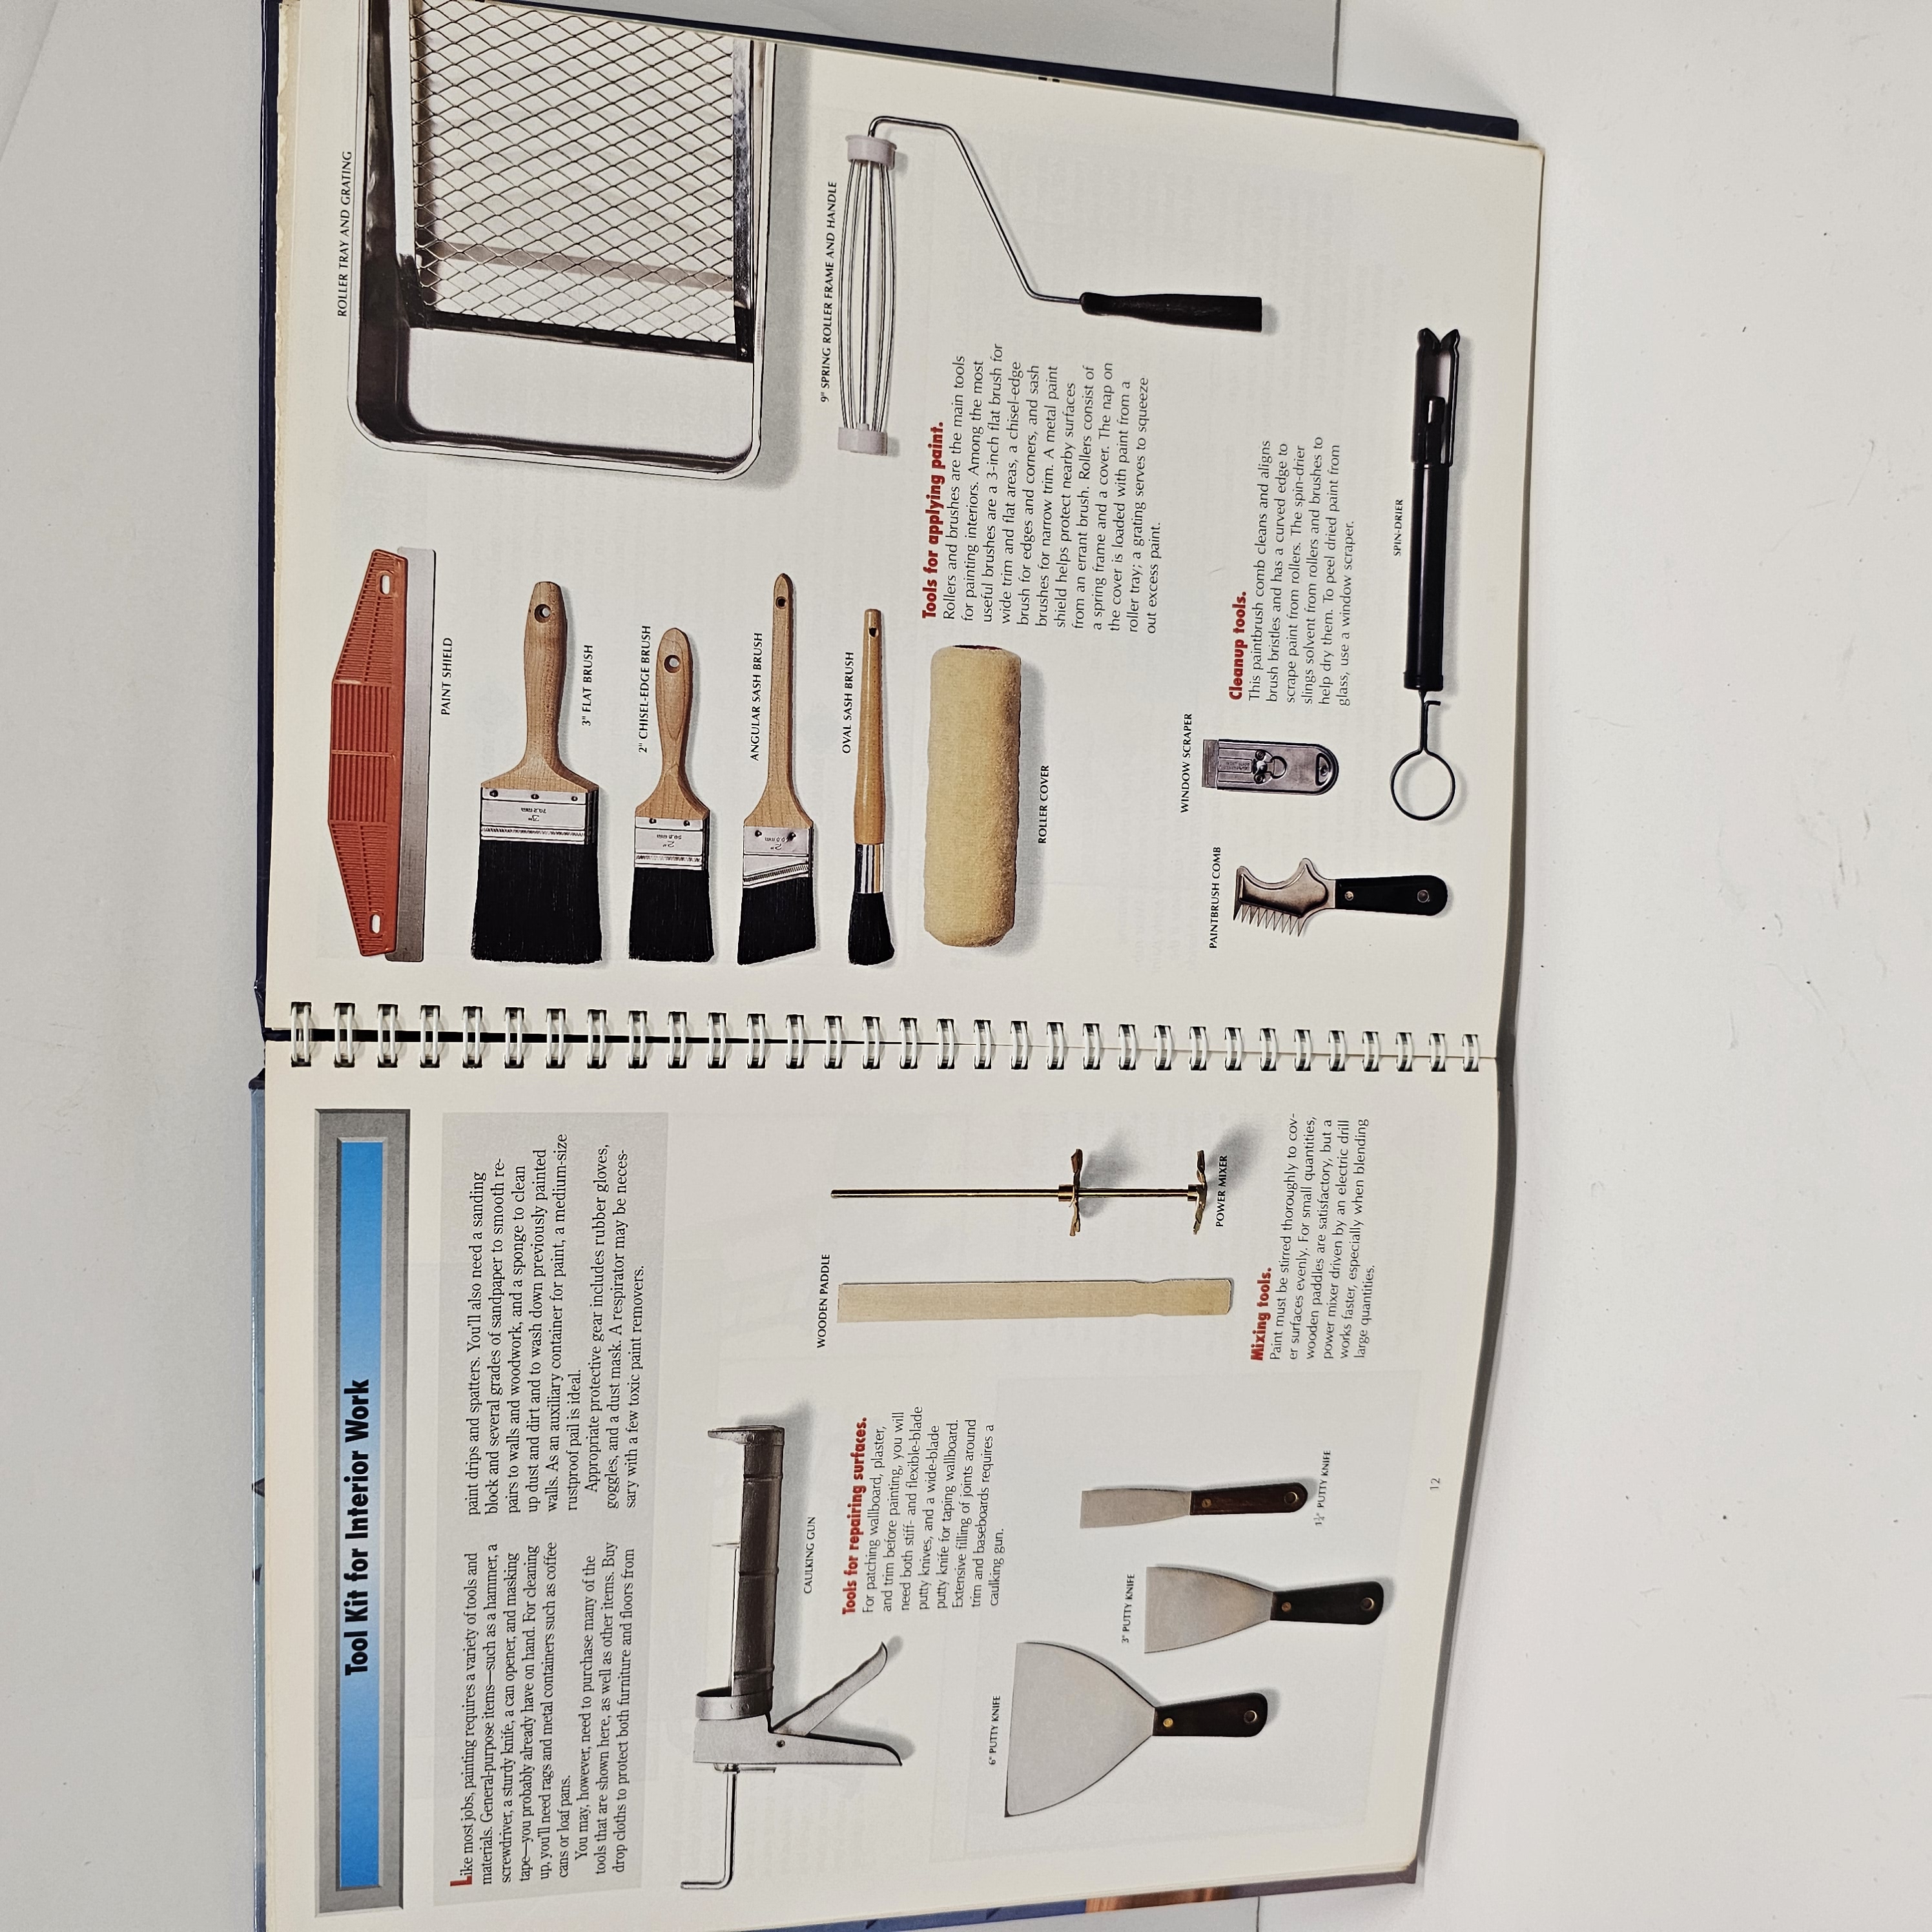 Tool Kit for Interior Work
Like most jobs, painting requires a variety of tools and
materials. General-purpose items—such as a hammer, a
screwdriver, a sturdy knife, a can opener, and masking
tape—you probably already have on hand. For cleaning
up, you'll need rags and metal containers such as coffee
cans or loaf pans.
You may, however, need to purchase many of the
tools that are shown here, as well as other items. Buy
drop cloths to protect both furniture and floors from
paint drips and spatters. You'll also need a sanding
block and several grades of sandpaper to smooth re-
pairs to walls and woodwork, and a sponge to clean
up dust and dirt and to wash down previously painted
walls. As an auxiliary container for paint, a medium-size
rustproof pail is ideal.
Appropriate protective gear includes rubber gloves,
goggles, and a dust mask. A respirator may be neces-
sary with a few toxic paint removers.
CAULKING GUN
Tools for repairing surfaces.
For patching wallboard, plaster,
and trim before painting, you will
need both stiff- and flexible-blade
putty knives, and a wide-blade
putty knife for taping wallboard.
Extensive filling of joints around
trim and baseboards requires a
caulking gun.
6" PUTTY KNIFE
3" PUTTY KNIFE
1½" PUTTY KNIFE
WOODEN PADDLE
POWER MIXER
Mixing tools.
Paint must be stirred thoroughly to cov-
er surfaces evenly. For small quantities,
wooden paddles are satisfactory, but a
power mixer driven by an electric drill
works faster, especially when blending
large quantities.
12
PAINT SHIELD
3"
3" FLAT BRUSH
2" CHISEL-EDGE BRUSH
2"
ANGULAR SASH BRUSH
2"
OVAL SASH BRUSH
ROLLER COVER
ROLLER TRAY AND GRATING
9" SPRING ROLLER FRAME AND HANDLE
Tools for applying paint.
Rollers and brushes are the main tools
for painting interiors. Among the most
useful brushes are a 3-inch flat brush for
wide trim and flat areas, a chisel-edge
brush for edges and corners, and sash
brushes for narrow trim. A metal paint
shield helps protect nearby surfaces
from an errant brush. Rollers consist of
a spring frame and a cover. The nap on
the cover is loaded with paint from a
roller tray; a grating serves to squeeze
out excess paint.
PAINTBRUSH COMB
WINDOW SCRAPER
Cleanup tools.
This paintbrush comb cleans and aligns
brush bristles and has a curved edge to
scrape paint from rollers. The spin-drier
slings solvent from rollers and brushes to
help dry them. To peel dried paint from
glass, use a window scraper.
SPIN-DRIER